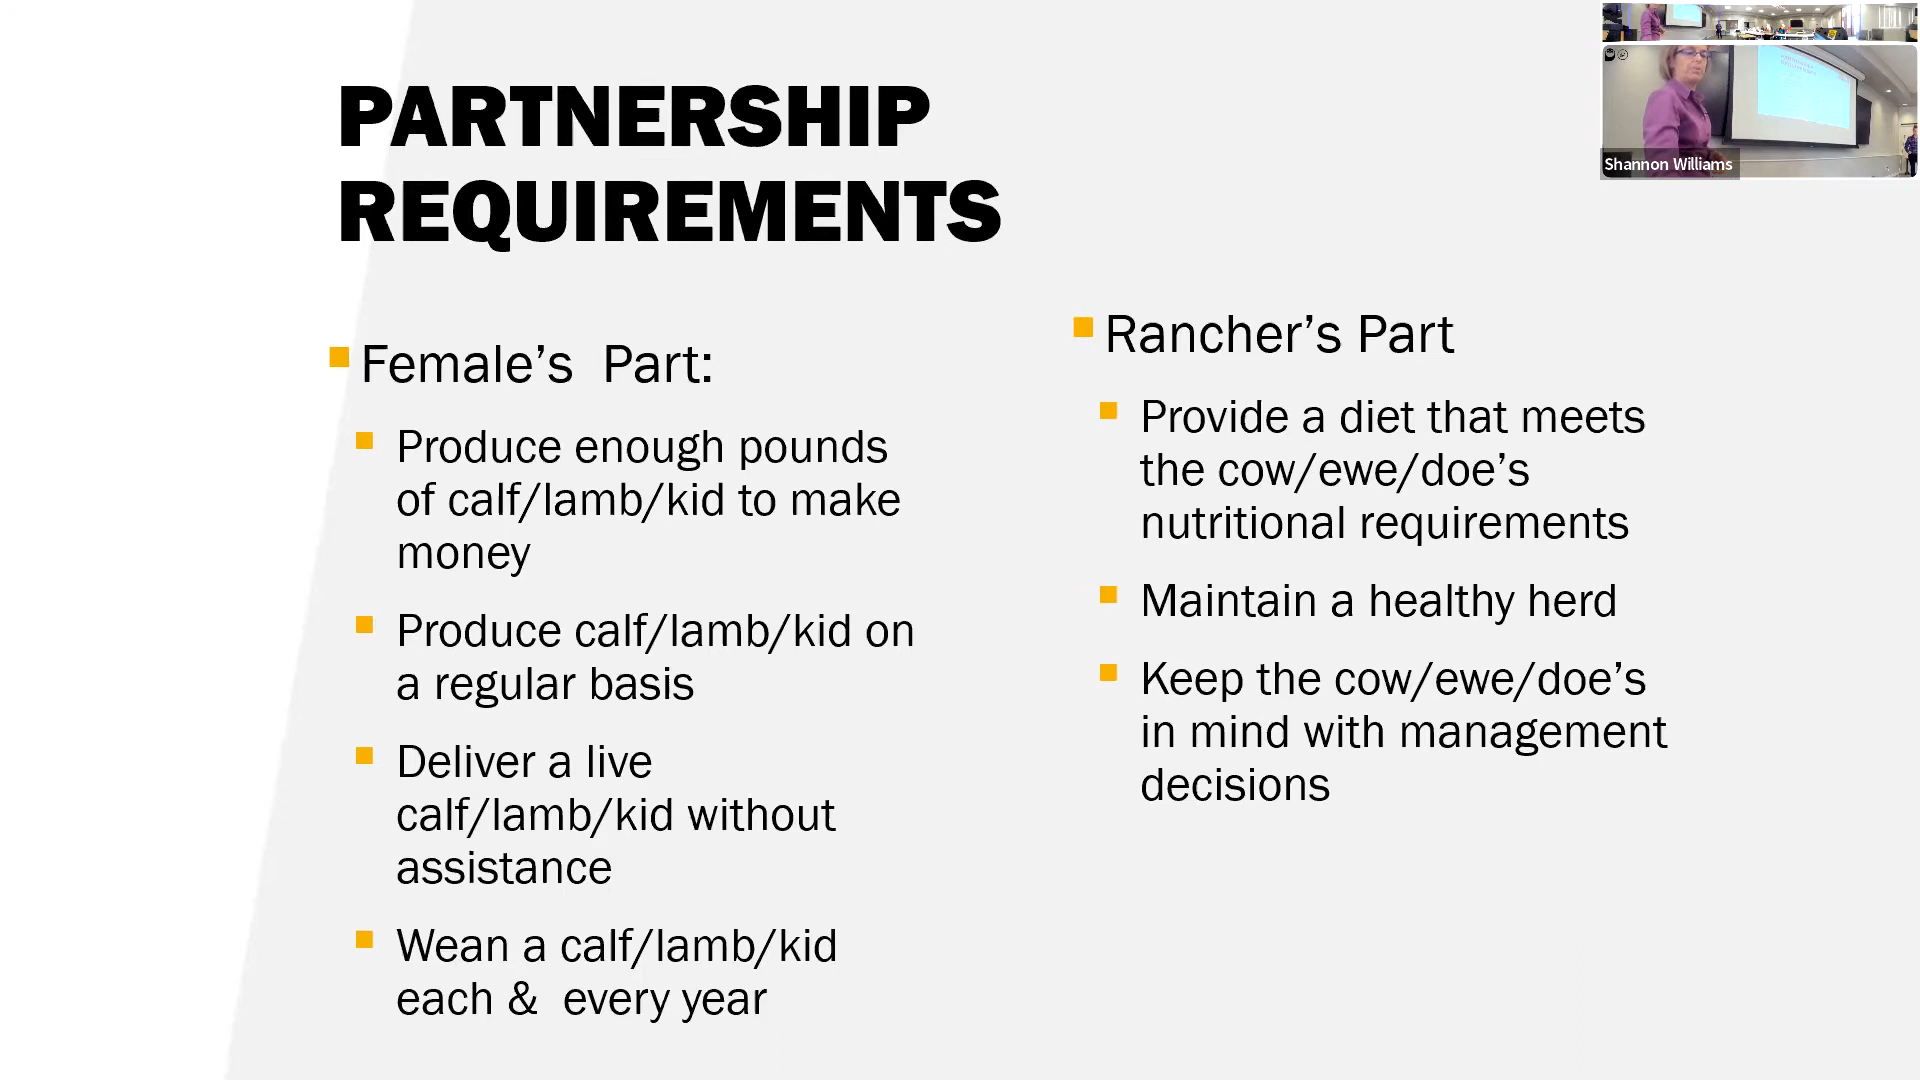 PARTNERSHIP
REQUIREMENTS
Female’s Part:
Produce enough pounds
of calf/lamb/kid to make
money
Produce calf/lamb/kid on
a regular basis
Deliver a live
calf/lamb/kid without
assistance
Wean a calf/lamb/kid
each & every year
Rancher’s Part
Provide a diet that meets
the cow/ewe/doe’s
nutritional requirements
Maintain a healthy herd
Keep the cow/ewe/doe’s
in mind with management
decisions
Shannon Williams